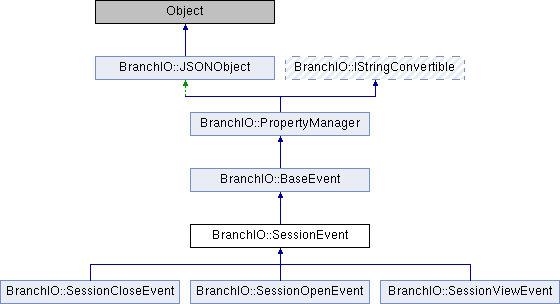 Object
BranchIO::JSONObject
BranchIO::IStringConvertible
BranchIO::PropertyManager
BranchIO::BaseEvent
BranchIO::SessionEvent
BranchIO::SessionCloseEvent
BranchIO::SessionOpenEvent
BranchIO::SessionViewEvent